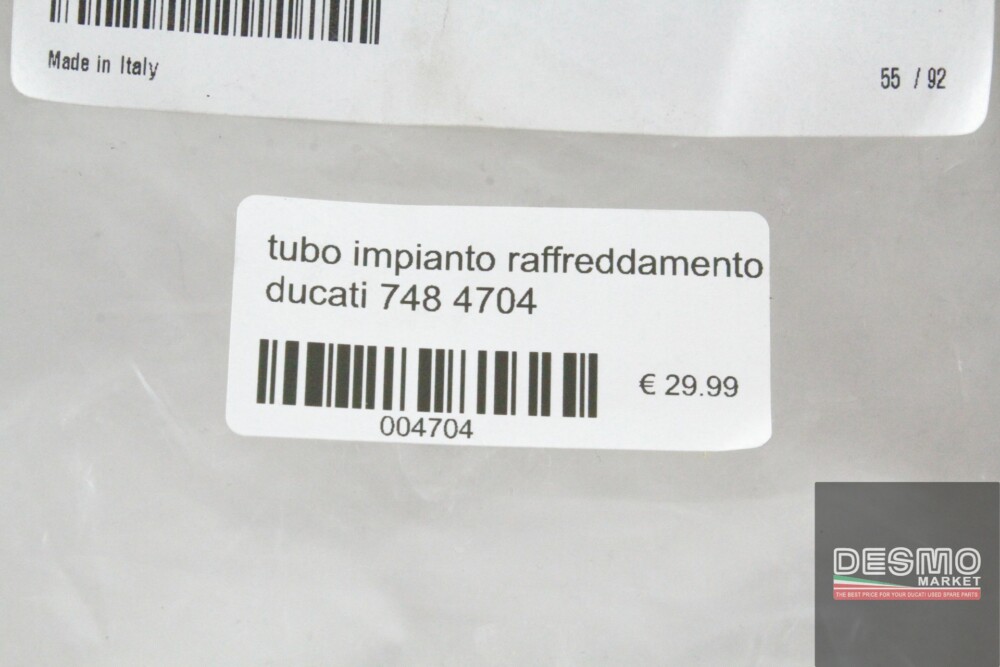 Made in Italy
55 / 92
tubo impianto raffreddamento
ducati 748 4704
€ 29.99
004704
DESMO
MARKET
THE BEST PRICE FOR YOUR DUCATI USED SPARE PARTS